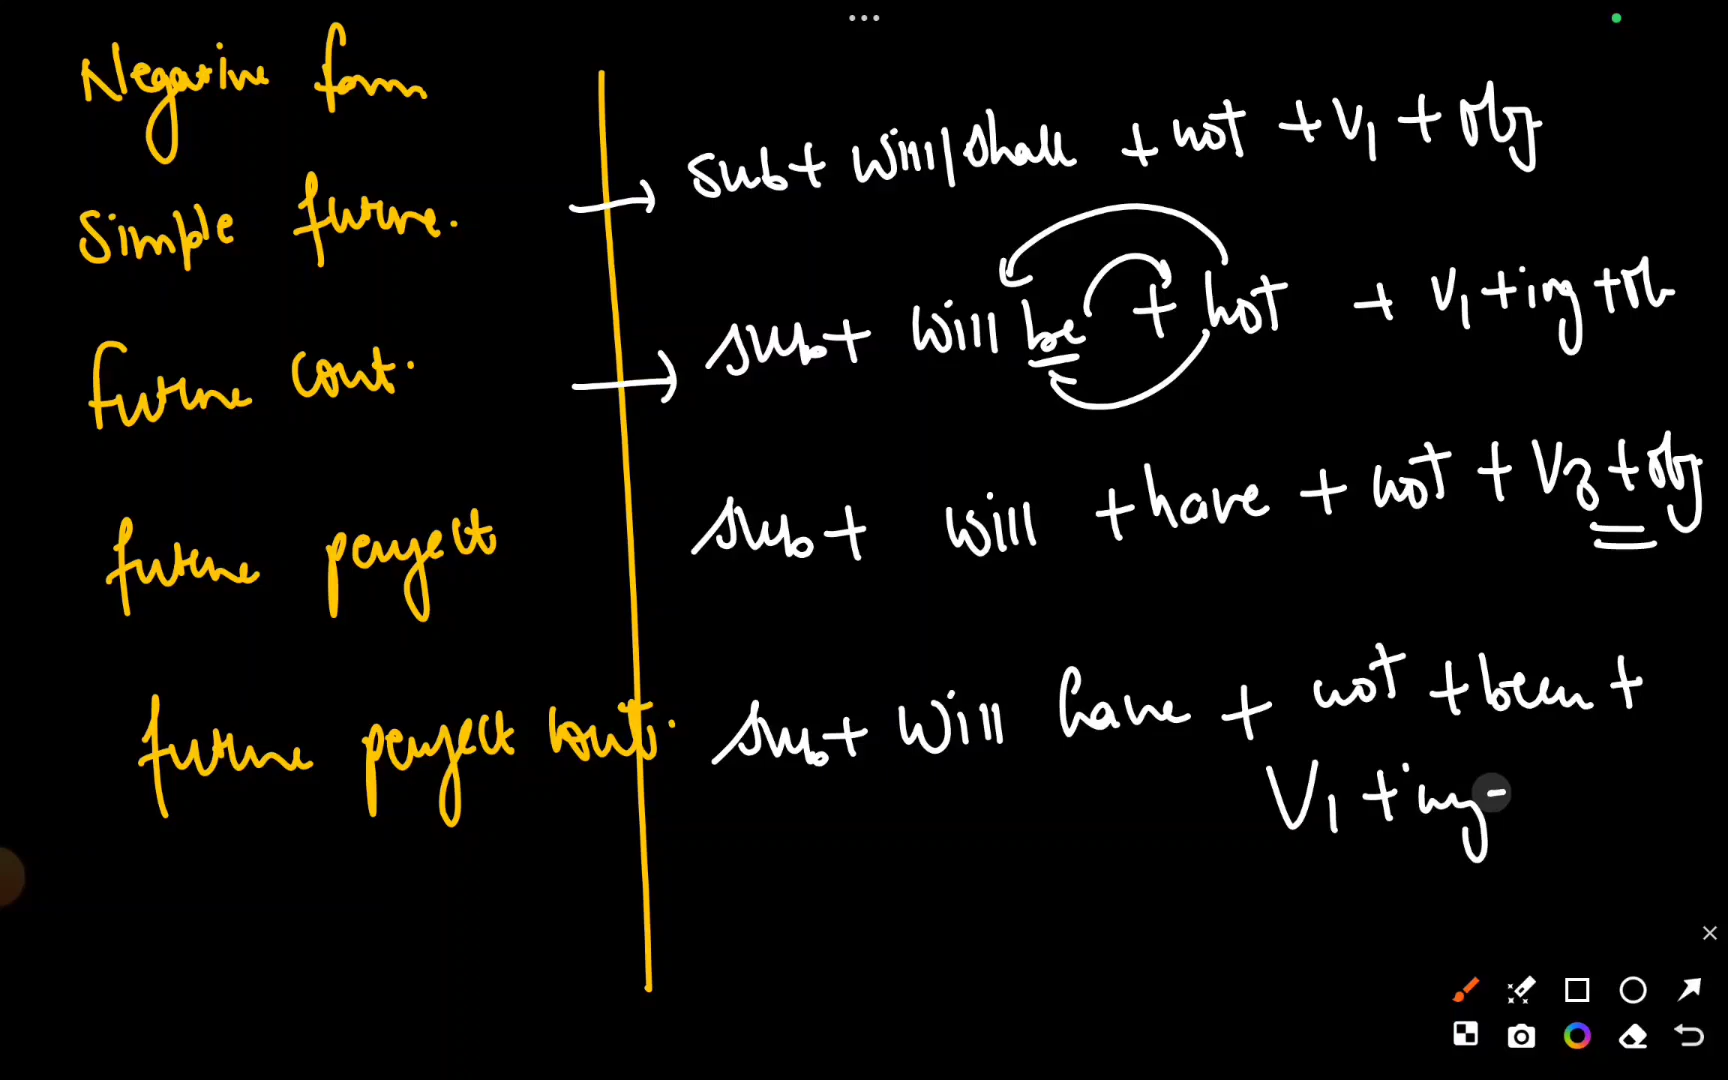 Negative form
sub + will/shall + not + V1 + obj
Simple future.
sub + will be + not + V1 + ing + ob
future cont.
sub + will + have + not + V3 + obj
future perfect
future perfect cont. sub + will have + not + been +
V1 + ing -